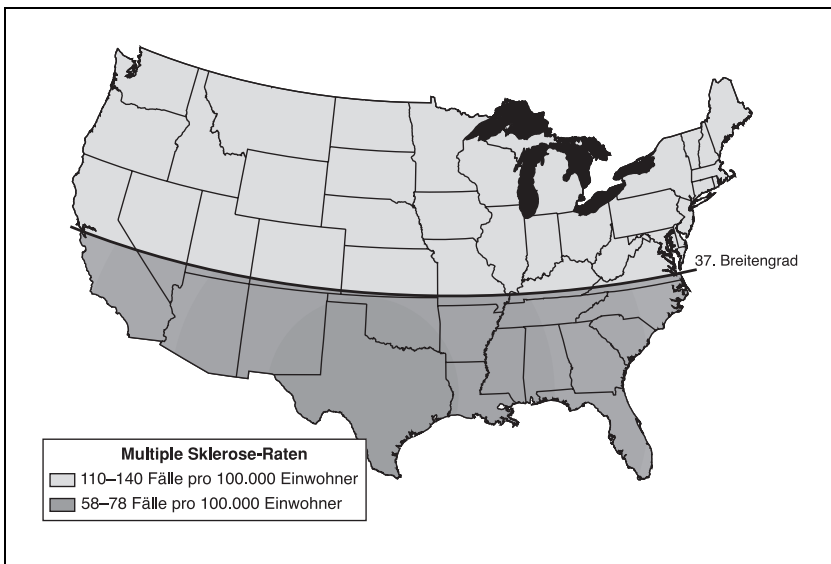 37. Breitengrad
Multiple Sklerose-Raten
110–140 Fälle pro 100.000 Einwohner
58–78 Fälle pro 100.000 Einwohner